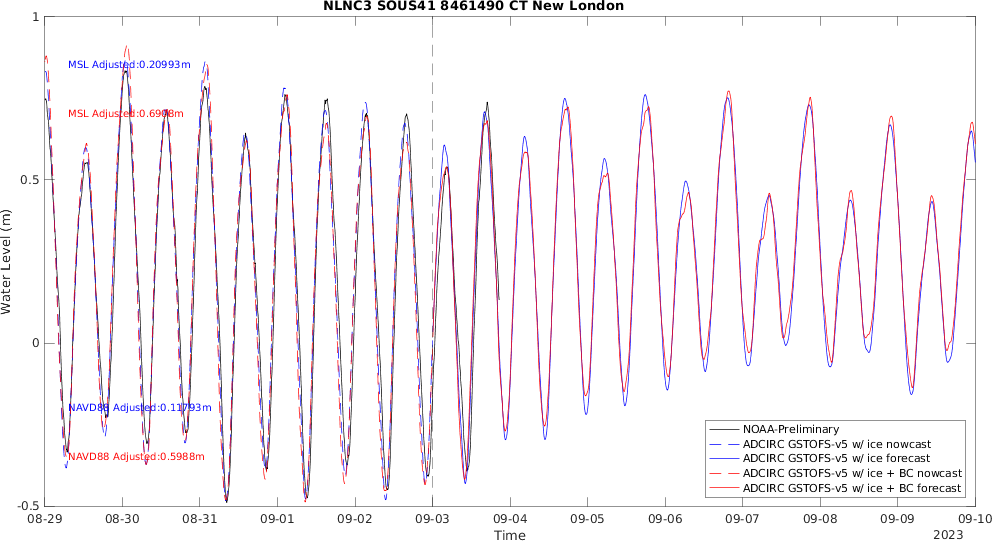 NLNC3 SOUS41 8461490 CT New London
1
MSL Adjusted:0.20993m
MSL Adjusted:0.6908m
0.5
Water Level (m)
0
NAVD88 Adjusted:0.11793m
NAVD88 Adjusted:0.5988m
NOAA-Preliminary
ADCIRC GSTOFS-v5 w/ ice nowcast
ADCIRC GSTOFS-v5 w/ ice forecast
ADCIRC GSTOFS-v5 w/ ice + BC nowcast
ADCIRC GSTOFS-v5 w/ ice + BC forecast
-0.5
08-29 08-30 08-31 09-01 09-02 09-03 09-04 09-05 09-06 09-07 09-08 09-09 09-10
Time
2023